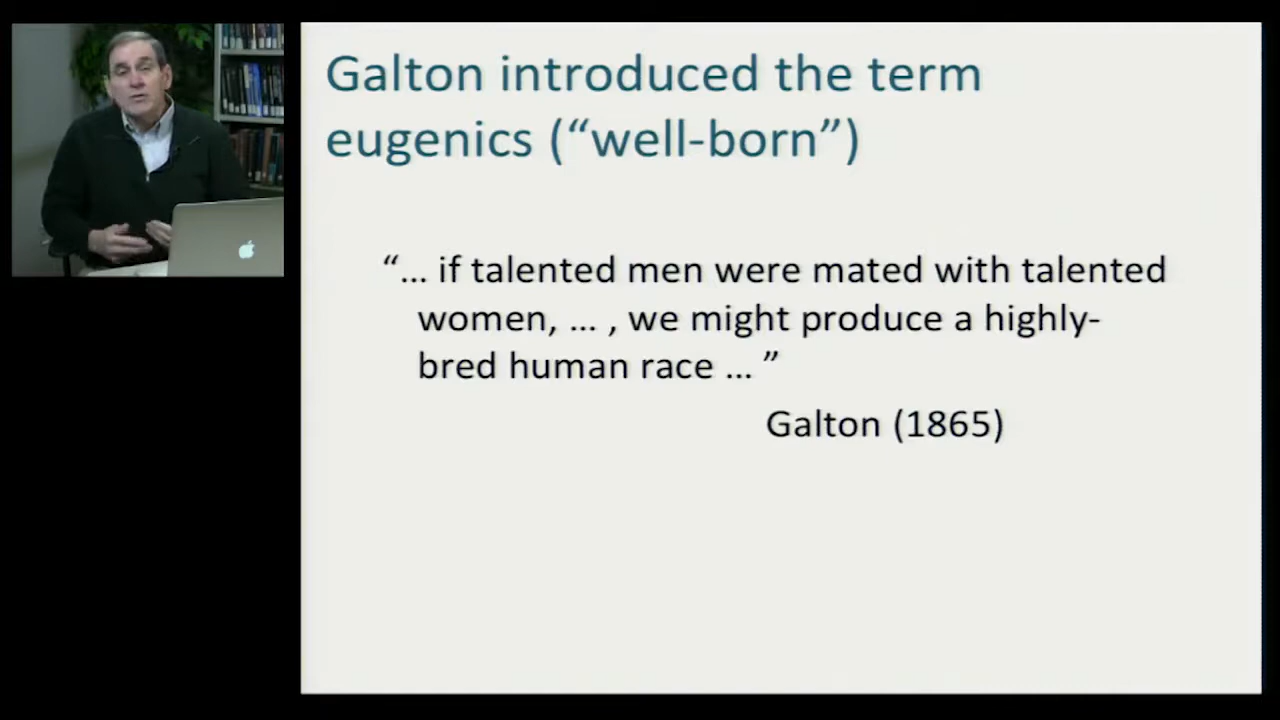 Galton introduced the term
eugenics (“well-born”)
“... if talented men were mated with talented
women, ... , we might produce a highly-
bred human race ... ”
Galton (1865)